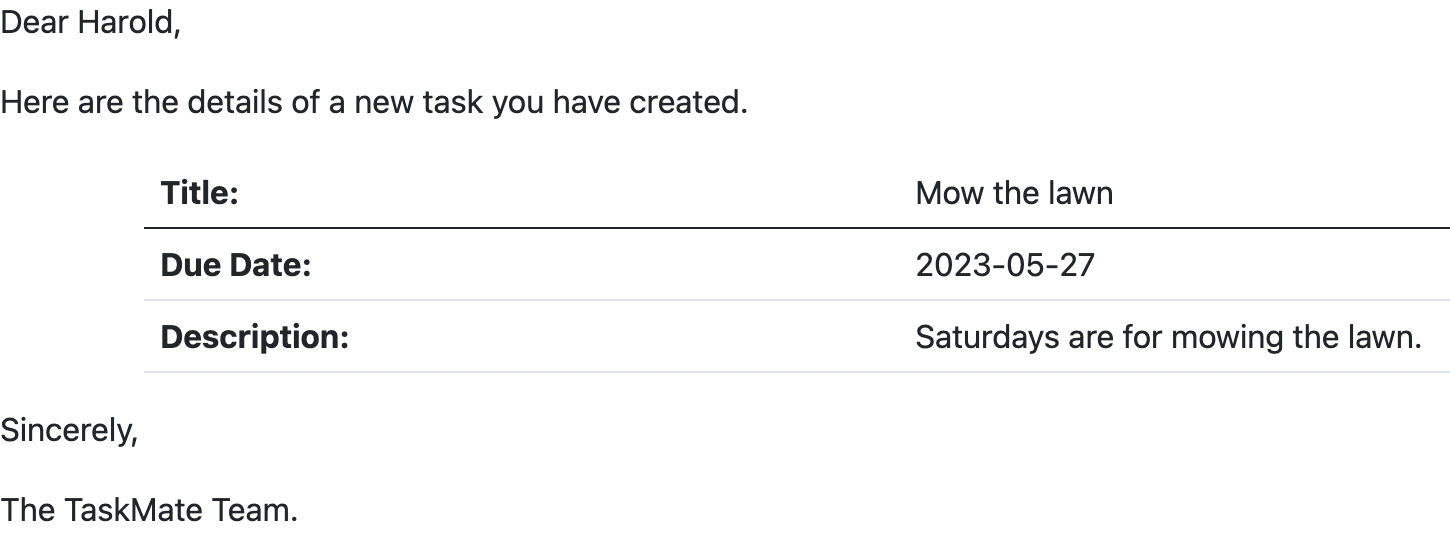 Dear Harold,
Here are the details of a new task you have created.
Title: Mow the lawn
Due Date: 2023-05-27
Description: Saturdays are for mowing the lawn.
Sincerely,
The TaskMate Team.